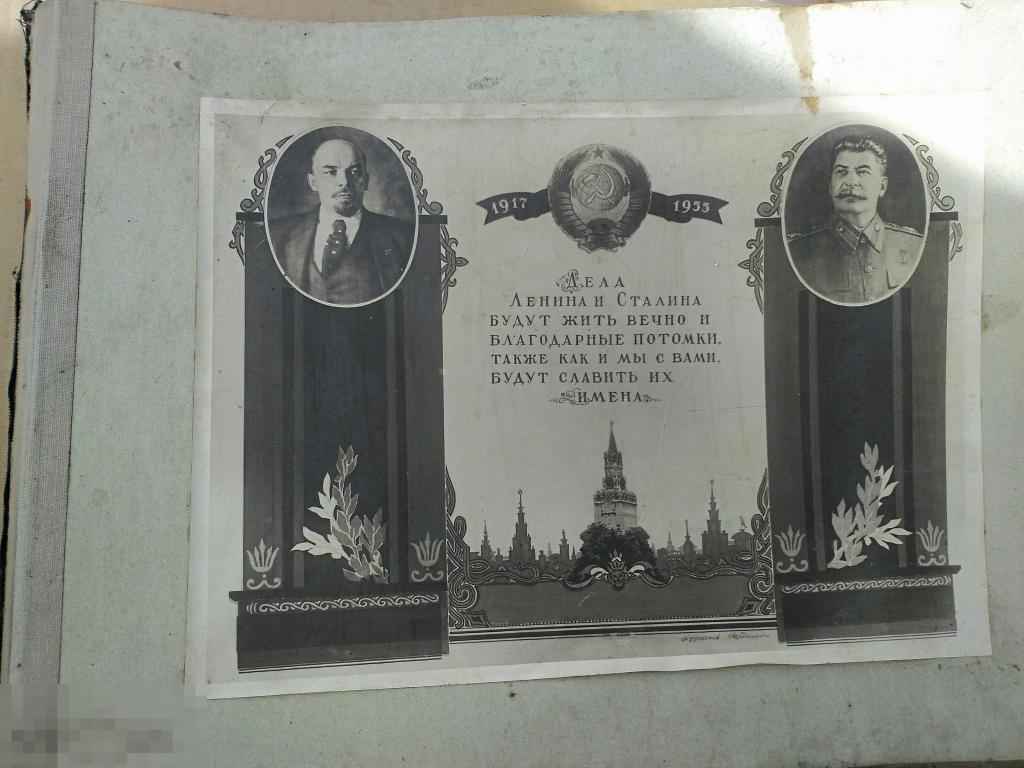 1917 1955
Дела
Ленина и Сталина
будут жить вечно и
благодарные потомки,
также как и мы с вами,
будут славить их
имена